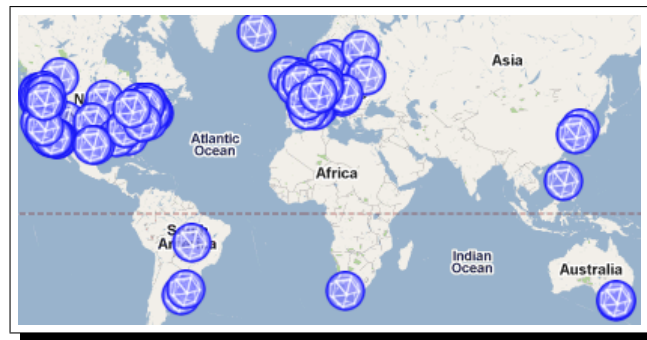 Asia
N
Atlantic
Ocean
Africa
S
A
Indian
Ocean
Australia